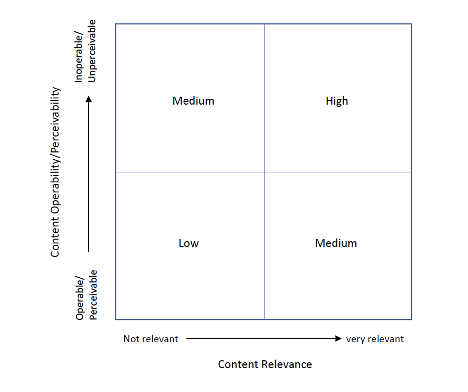 Content Operability/Perceivability
Inoperable/
Unperceivable
Operable/
Perceivable
Medium
High
Low
Medium
Not relevant
very relevant
Content Relevance